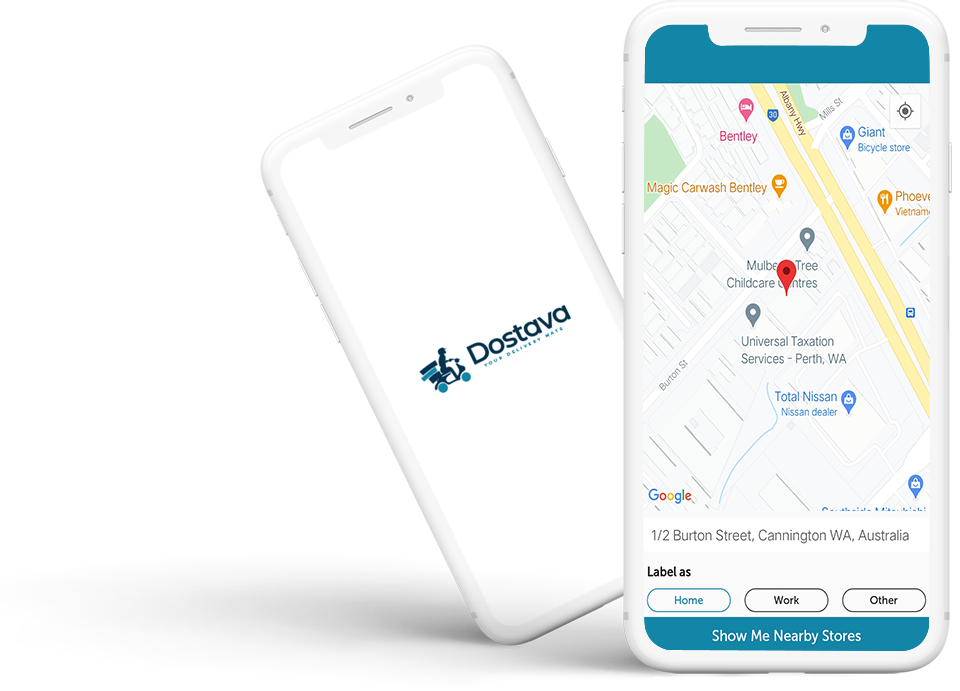 Dostava
YOUR DELIVERY MATE
Albany Hwy
Mills St
30
Bentley
Giant
Bicycle store
Magic Carwash Bentley
Phoeve
Vietnam
Mulbe Tree
Childcare C ntres
Universal Taxation
Services - Perth, WA
Burton St
Total Nissan
Nissan dealer
Google
Southside Mitsubishi
1/2 Burton Street, Cannington WA, Australia
Label as
Home
Work
Other
Show Me Nearby Stores